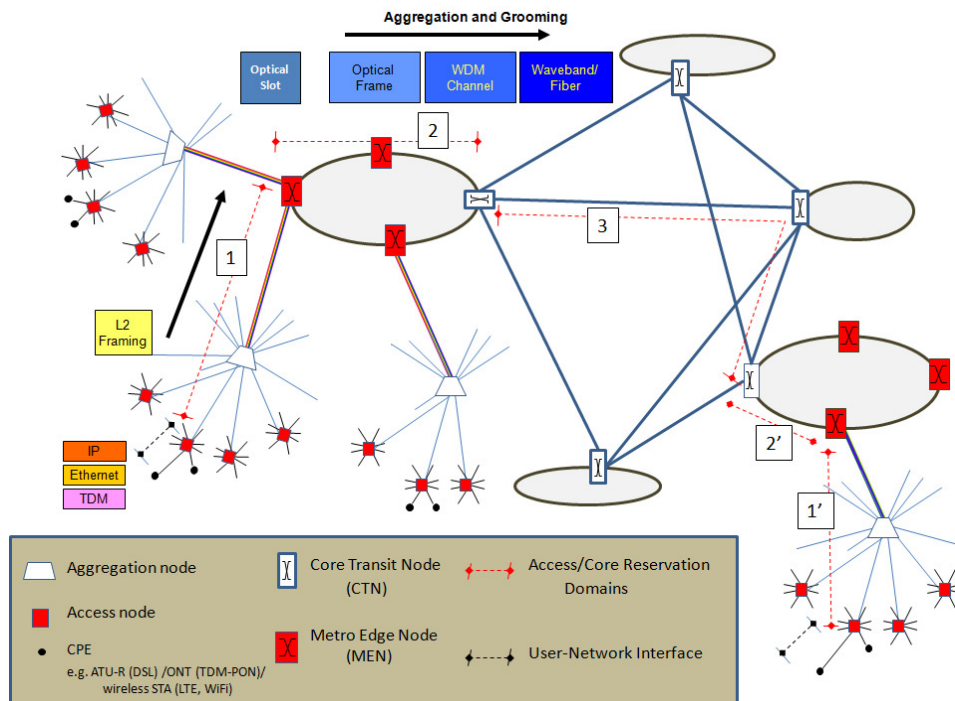 Aggregation and Grooming
Optical
Slot
Optical
Frame
WDM
Channel
Waveband/
Fiber
2
3
1
L2
Framing
IP
Ethernet
TDM
2’
1’
Aggregation node
Access node
CPE
e.g. ATU-R (DSL) /ONT (TDM-PON)/
wireless STA (LTE, WiFi)
Core Transit Node
(CTN)
Metro Edge Node
(MEN)
Access/Core Reservation
Domains
User-Network Interface